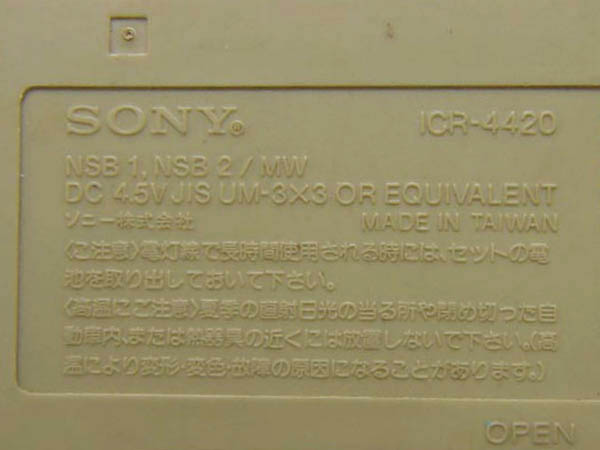 SONY® ICR-4420
NSB 1, NSB 2 / MW
DC 4.5V JIS UM-3×3 OR EQUIVALENT
ソニー株式会社 MADE IN TAIWAN
〈ご注意〉電灯線で長時間使用される時には、セットの電
池を取り出しておいて下さい。
〈高温にご注意〉夏季の直射日光の当る所や閉め切った自
動車内、または熱器具の近くには放置しないで下さい。(高
温により変形・変色・故障の原因になることがあります。)
OPEN